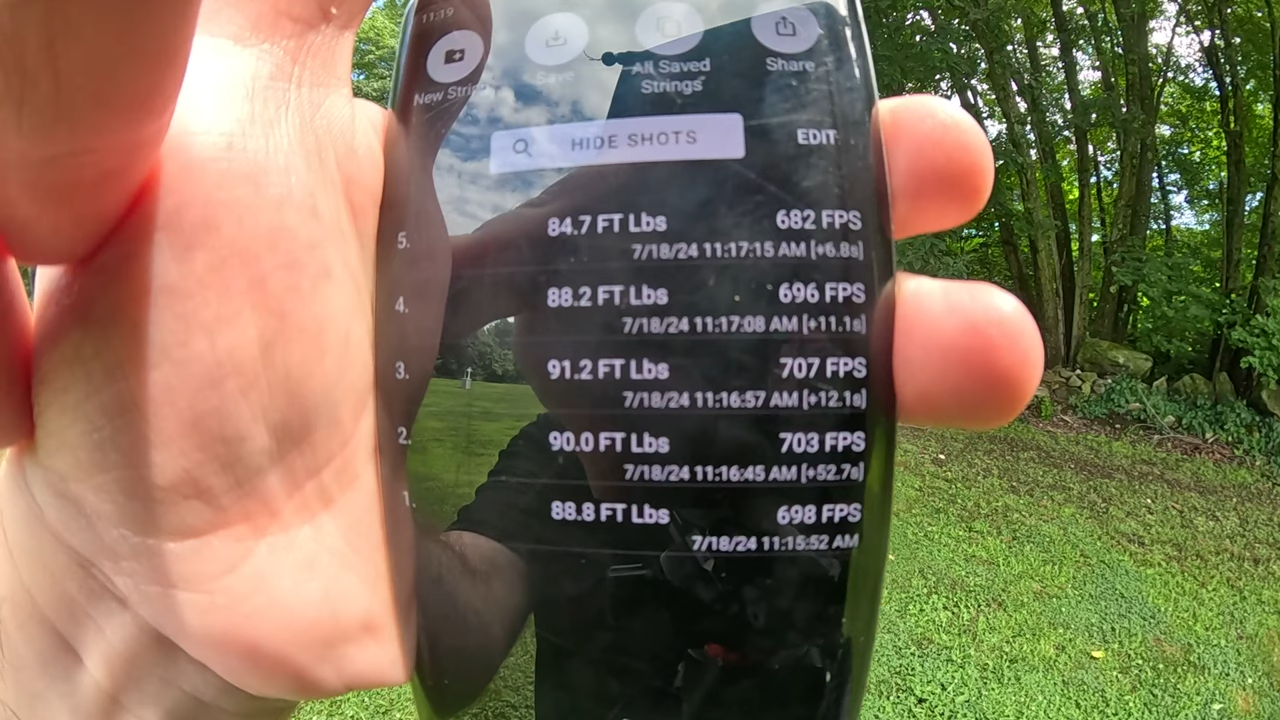 11:19
New Strin
Save
All Saved
Strings
Share
HIDE SHOTS
EDIT
5. 84.7 FT Lbs 682 FPS
7/18/24 11:17:15 AM [+6.8s]
4. 88.2 FT Lbs 696 FPS
7/18/24 11:17:08 AM [+11.1s]
3. 91.2 FT Lbs 707 FPS
7/18/24 11:16:57 AM [+12.1s]
2. 90.0 FT Lbs 703 FPS
7/18/24 11:16:45 AM [+52.7s]
1. 88.8 FT Lbs 698 FPS
7/18/24 11:15:52 AM